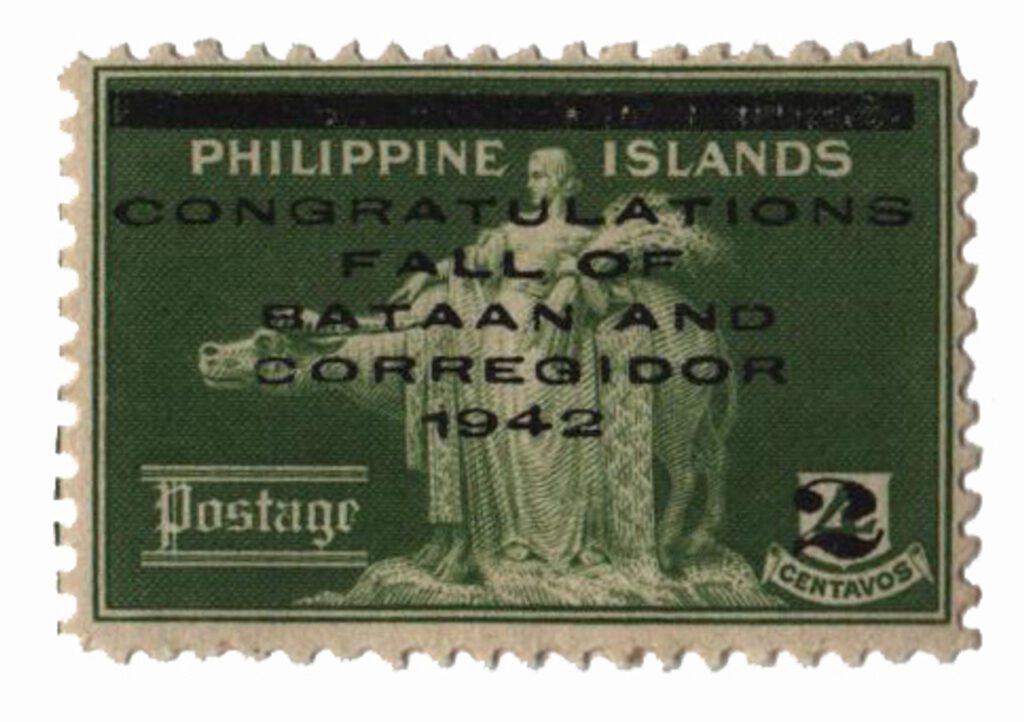 PHILIPPINE ISLANDS
CONGRATULATIONS
FALL OF
BATAAN AND
CORREGIDOR
1942
Postage
2
CENTAVOS